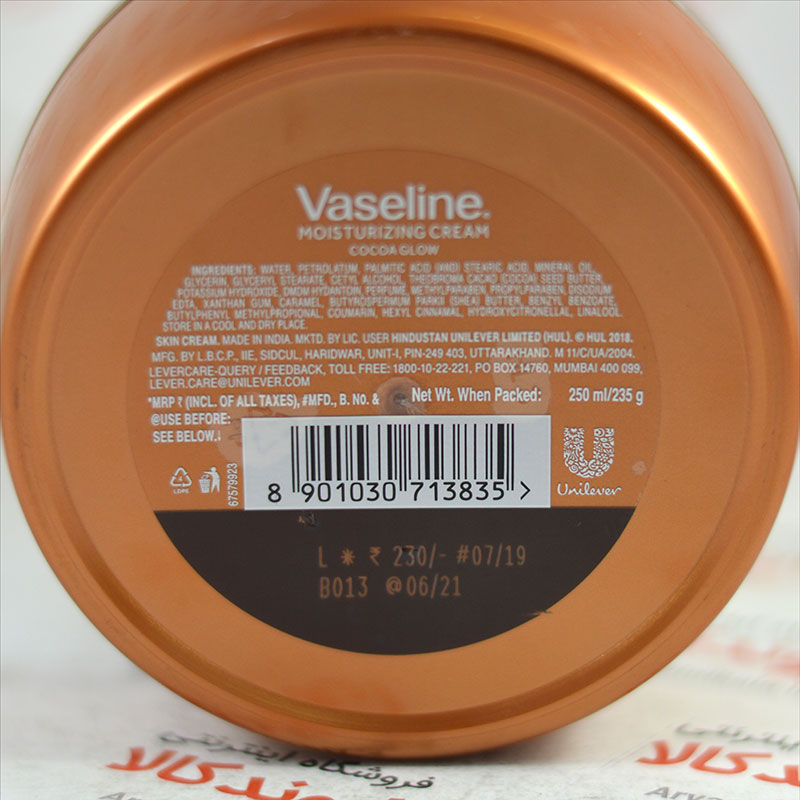 Vaseline.
MOISTURIZING CREAM
COCOA GLOW
INGREDIENTS: WATER, PETROLATUM, PALMITIC ACID (AND) STEARIC ACID, MINERAL OIL,
GLYCERIN, GLYCERYL STEARATE, CETYL ALCOHOL, THEOBROMA CACAO (COCOA) SEED BUTTER,
POTASSIUM HYDROXIDE, DMDM HYDANTOIN, PERFUME, METHYLPARABEN, PROPYLPARABEN, DISODIUM
EDTA, XANTHAN GUM, CARAMEL, BUTYROSPERMUM PARKII (SHEA) BUTTER, BENZYL BENZOATE,
BUTYLPHENYL METHYLPROPIONAL, COUMARIN, HEXYL CINNAMAL, HYDROXYCITRONELLAL, LINALOOL.
STORE IN A COOL AND DRY PLACE.
SKIN CREAM. MADE IN INDIA. MKTD. BY LIC. USER HINDUSTAN UNILEVER LIMITED (HUL). © HUL 2018.
MFG. BY L.B.C.P., IIE, SIDCUL, HARIDWAR, UNIT-I, PIN-249 403, UTTARAKHAND. M 11/C/UA/2004.
LEVERCARE-QUERY / FEEDBACK, TOLL FREE: 1800-10-22-221, PO BOX 14760, MUMBAI 400 099,
LEVER.CARE@UNILEVER.COM
*MRP ₹ (INCL. OF ALL TAXES), #MFD., B. No. & Net Wt. When Packed: 250 ml/235 g
@USE BEFORE:
SEE BELOW.
LDPE
67579923
8 901030 713835 >
Unilever
L * ₹ 230/- #07/19
B013 @06/21
فروشگاه اینترنتی
وند کالا
فروشگاه اینترنتی
وند کالا